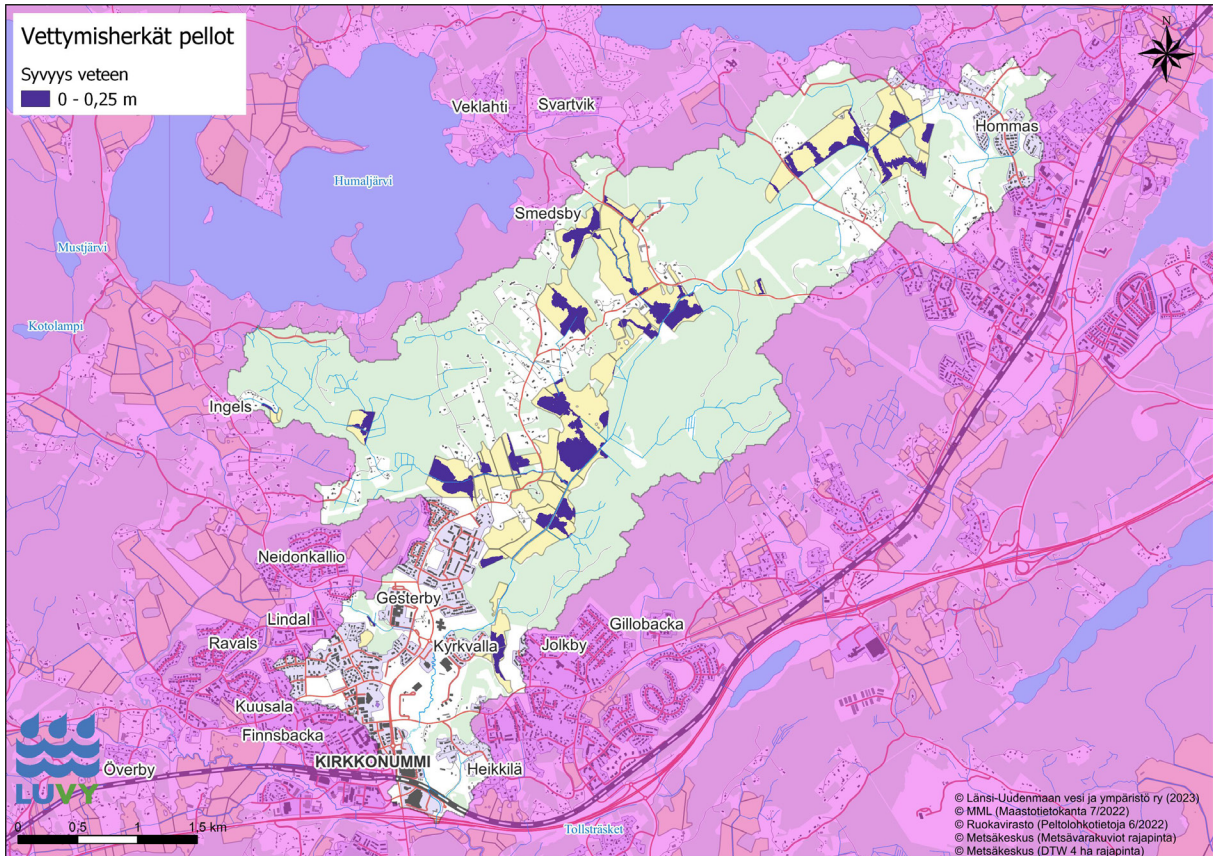 Vettymisherkät pellot
Syvyys veteen
0 - 0,25 m
N
Veklahti
Svartvik
Hommas
Humaljärvi
Smedsby
Mustjärvi
Kotolampi
Ingels
Neidonkallio
Gesterby
Lindal
Gillobacka
Ravals
Kyrkvalla
Jolkby
Kuusala
Finnsbacka
KIRKKONUMMI
Heikkilä
Överby
LUVY
0 0,5 1 1,5 km
Tollsträsket
© Länsi-Uudenmaan vesi ja ympäristö ry (2023)
© MML (Maastotietokanta 7/2022)
© Ruokavirasto (Peltolohkotietoja 6/2022)
© Metsäkeskus (Metsävarakuviot rajapinta)
© Metsäkeskus (DTW 4 ha rajapinta)